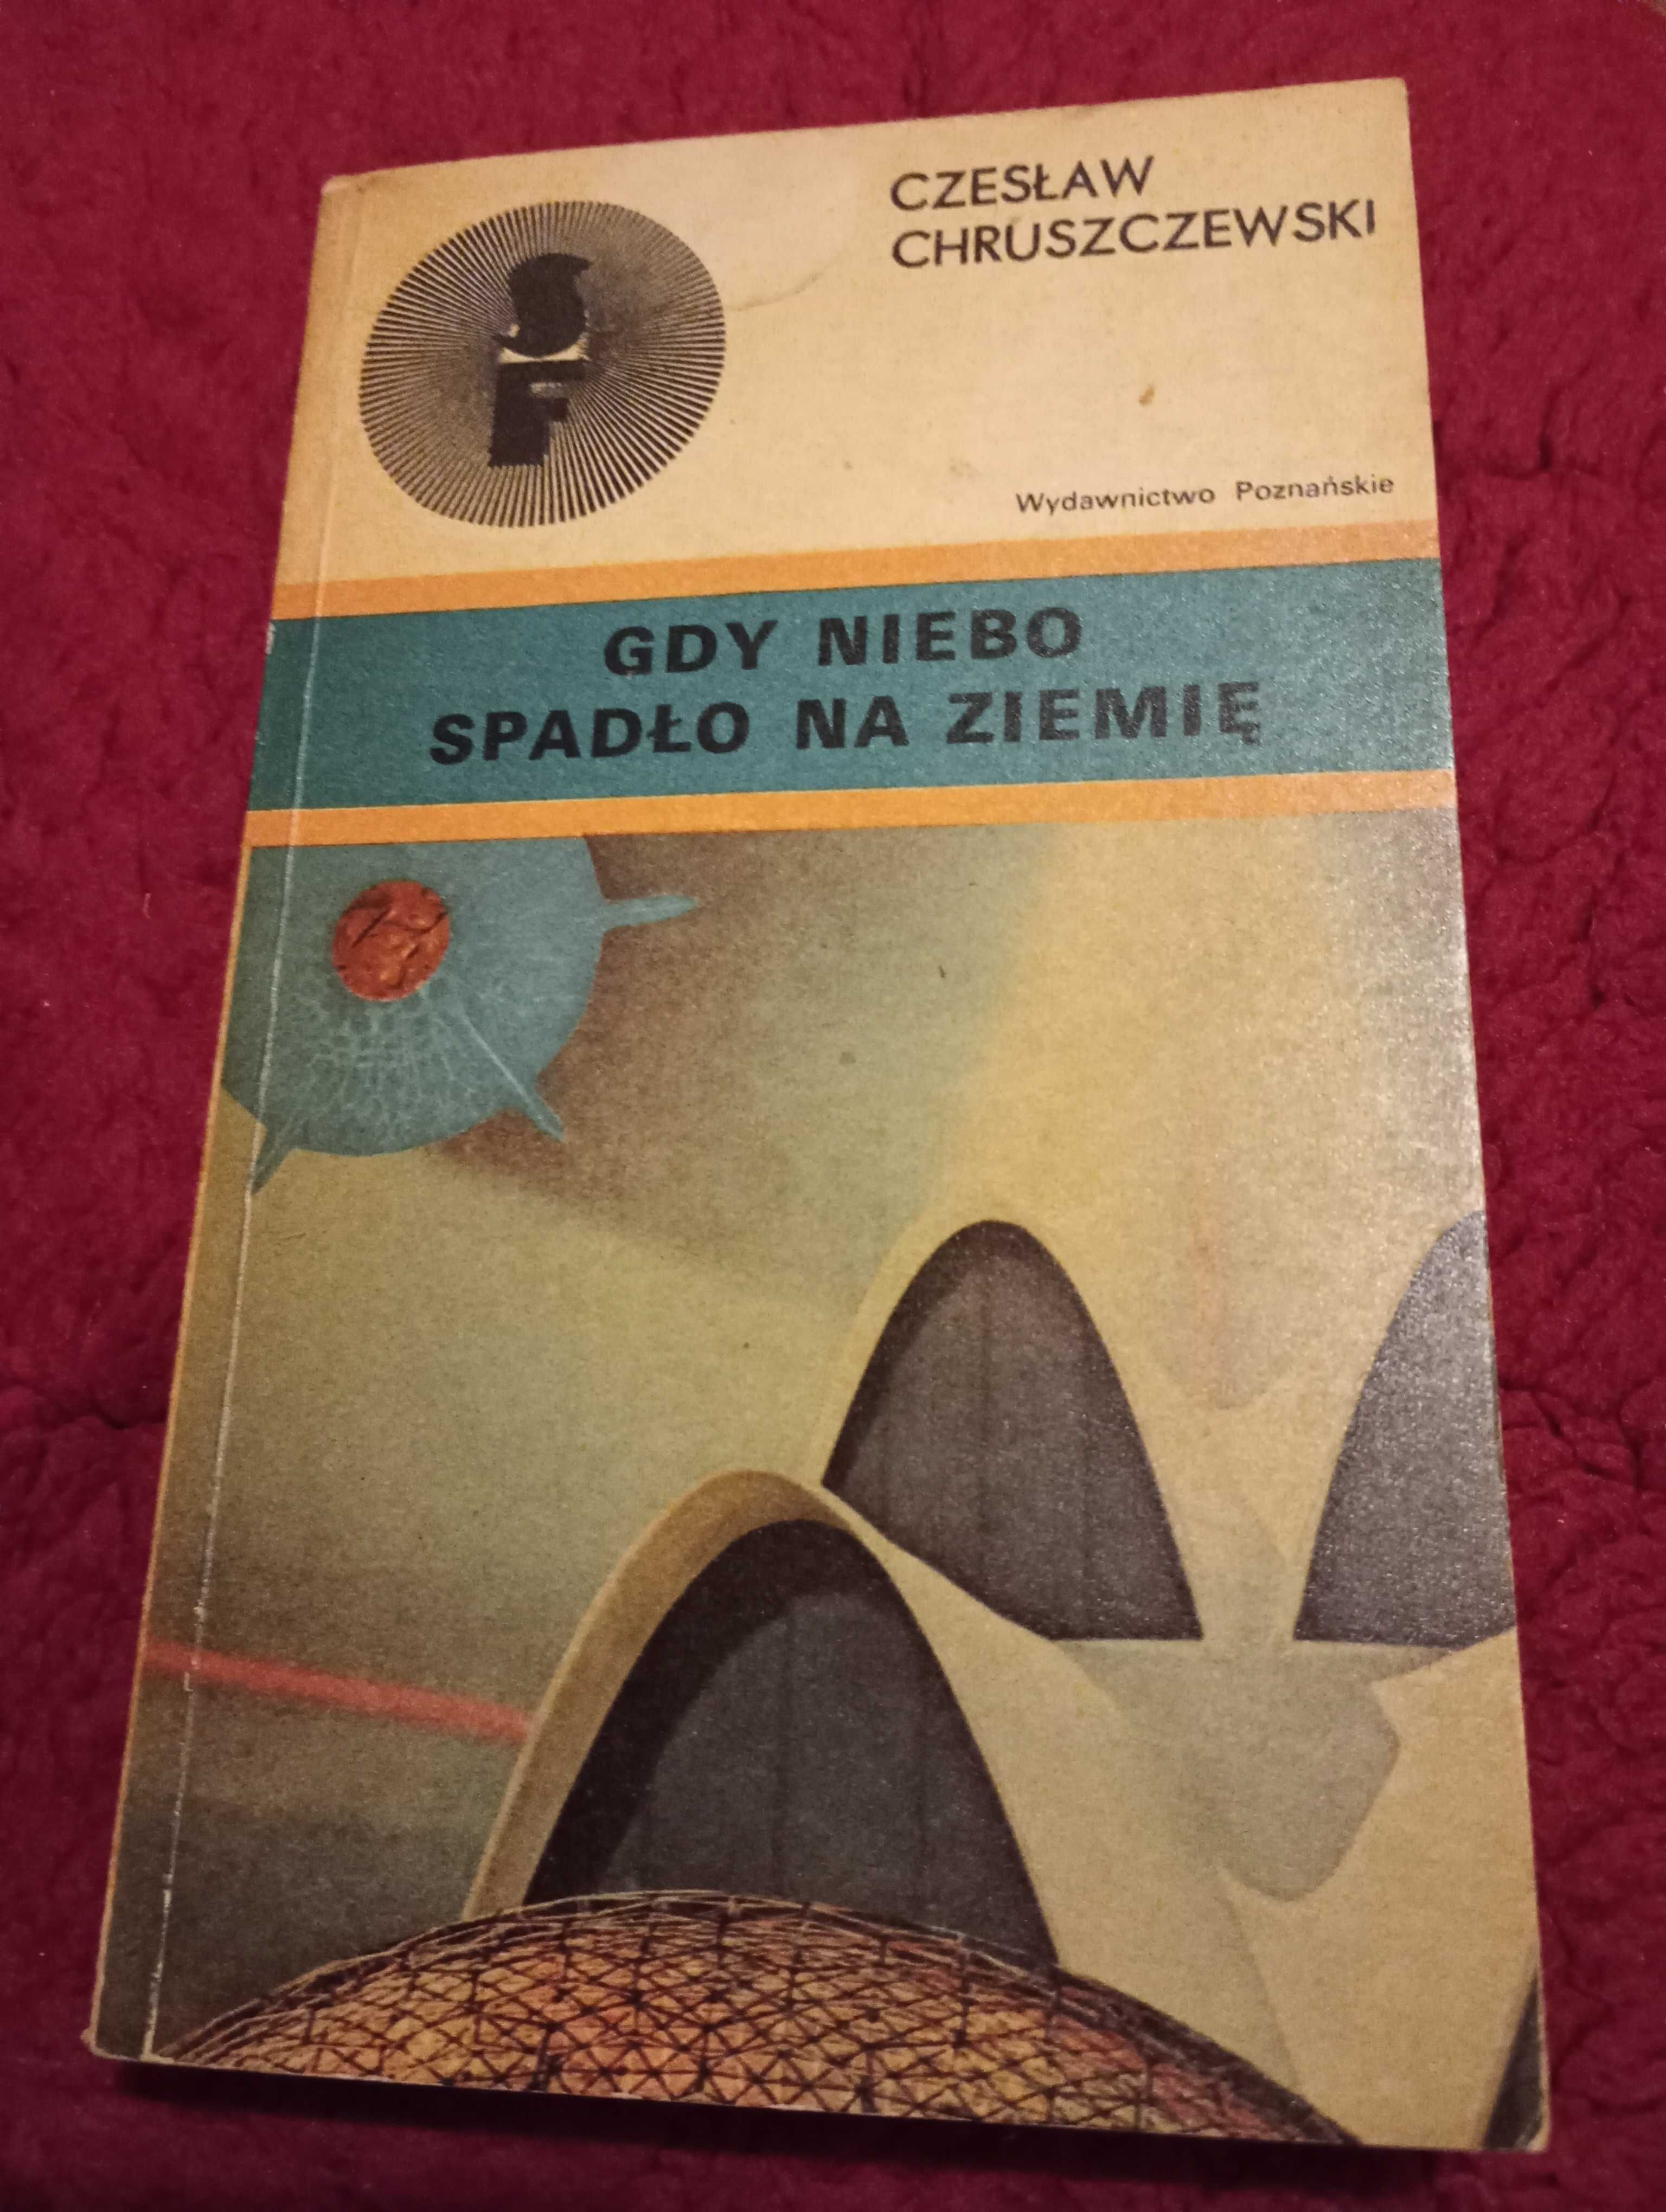 CZESŁAW
CHRUSZCZEWSKI
SF
Wydawnictwo Poznańskie
GDY NIEBO
SPADŁO NA ZIEMIĘ